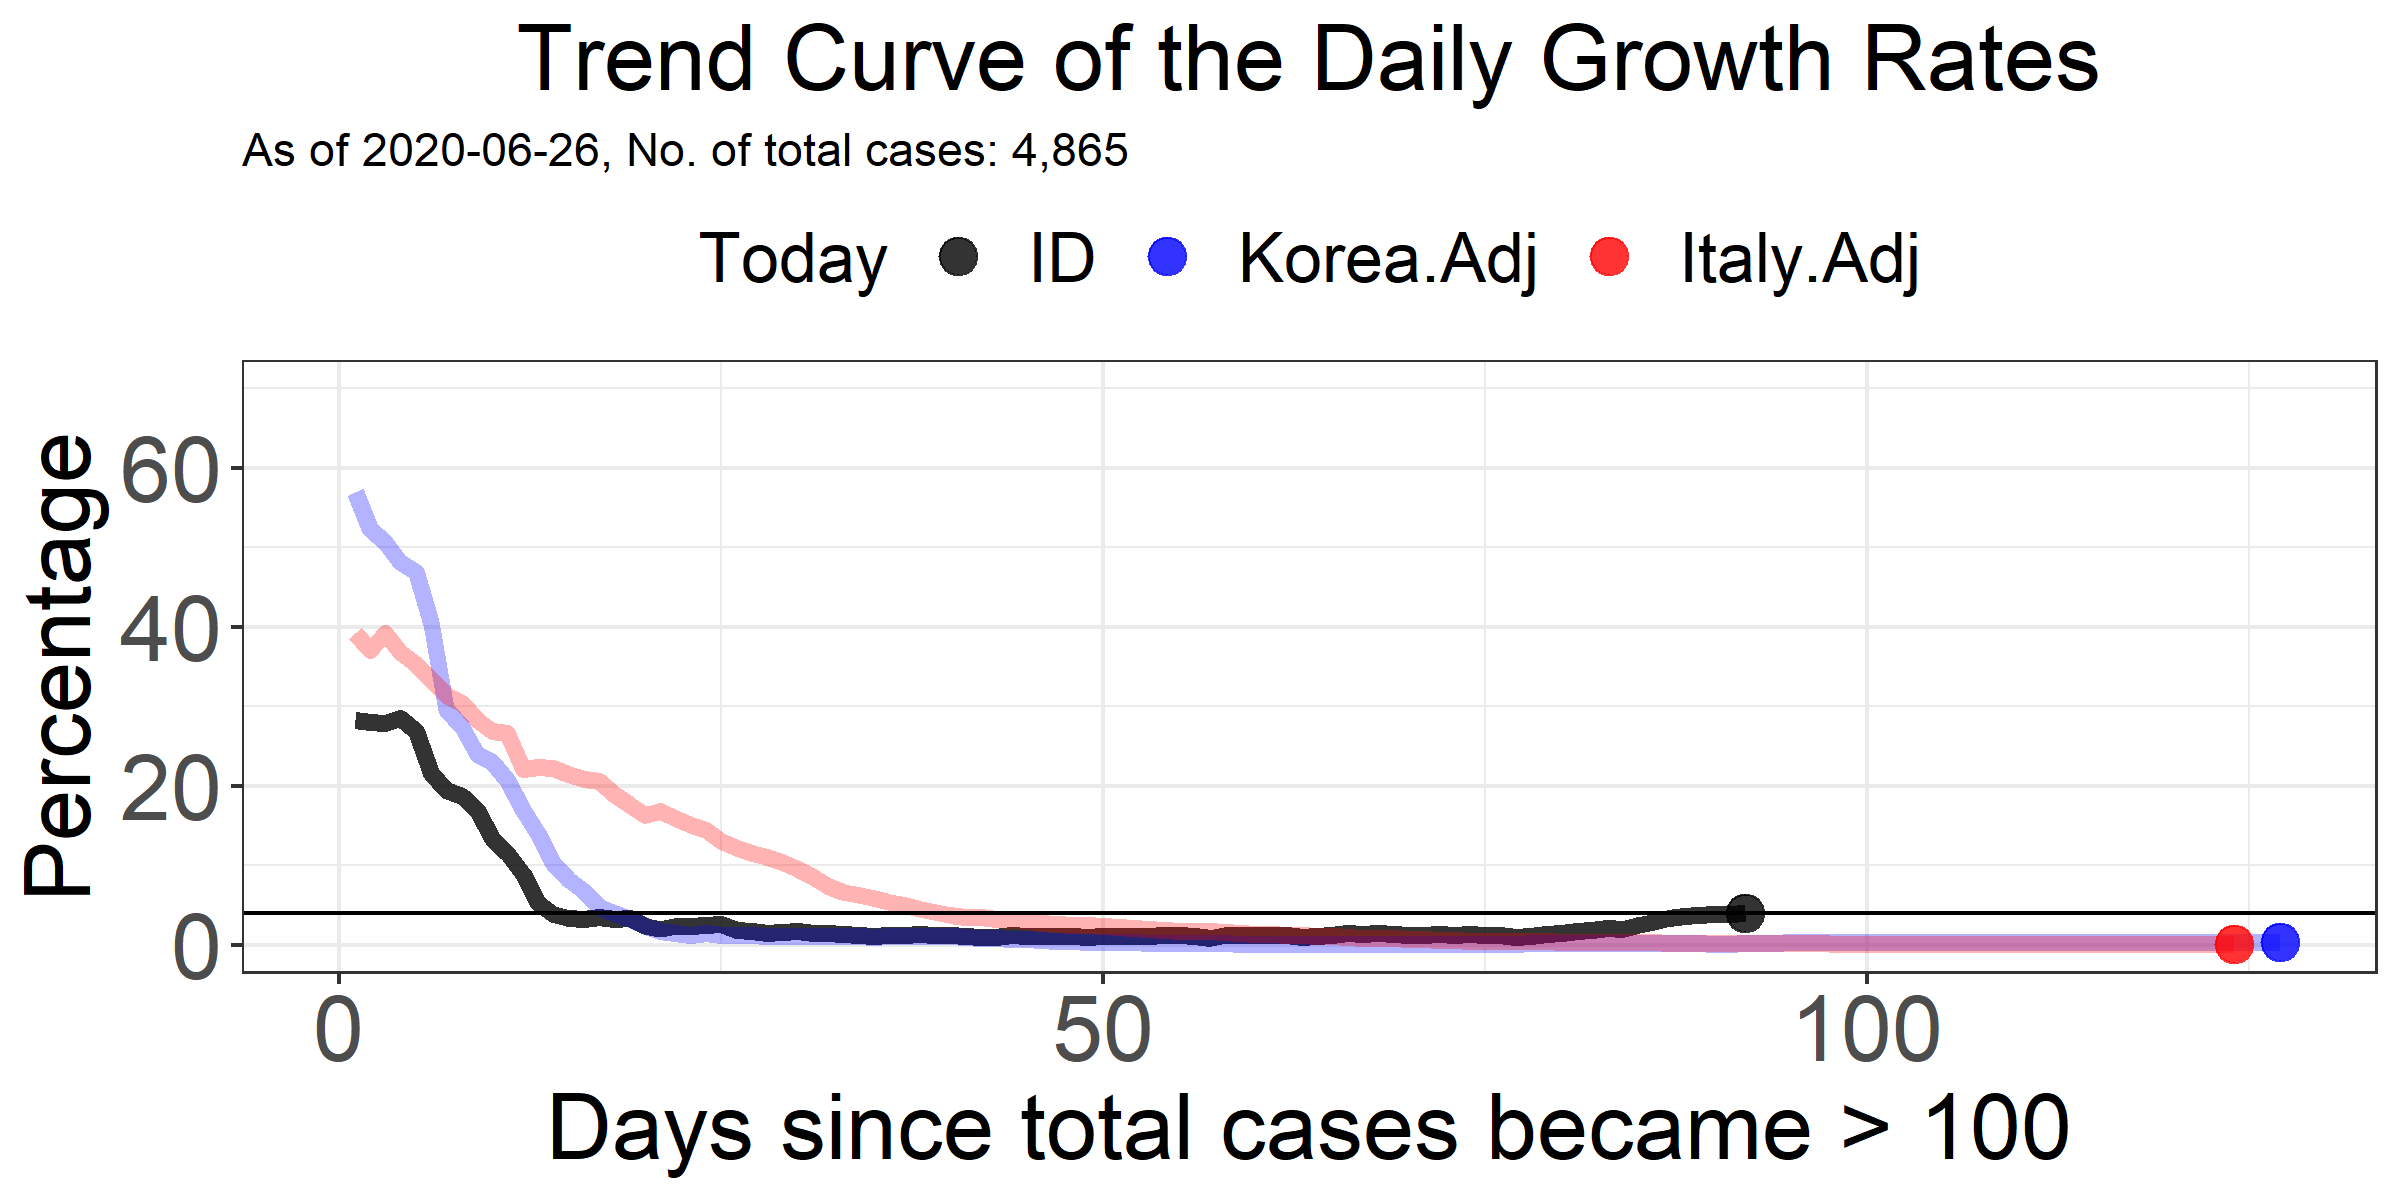 Trend Curve of the Daily Growth Rates
As of 2020-06-26, No. of total cases: 4,865
Today ID Korea.Adj Italy.Adj
Percentage
60
40
20
0
0 50 100
Days since total cases became > 100